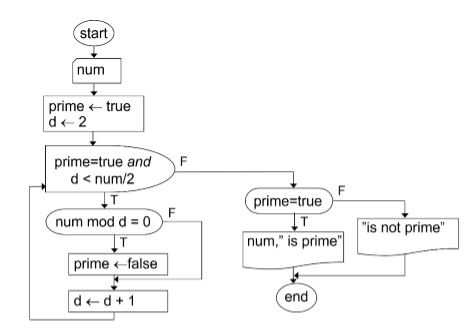 start
num
prime ← true
d ← 2
prime=true and
d < num/2
F
T
num mod d = 0
F
T
prime ←false
d ← d + 1
prime=true
F
T
num," is prime"
"is not prime"
end